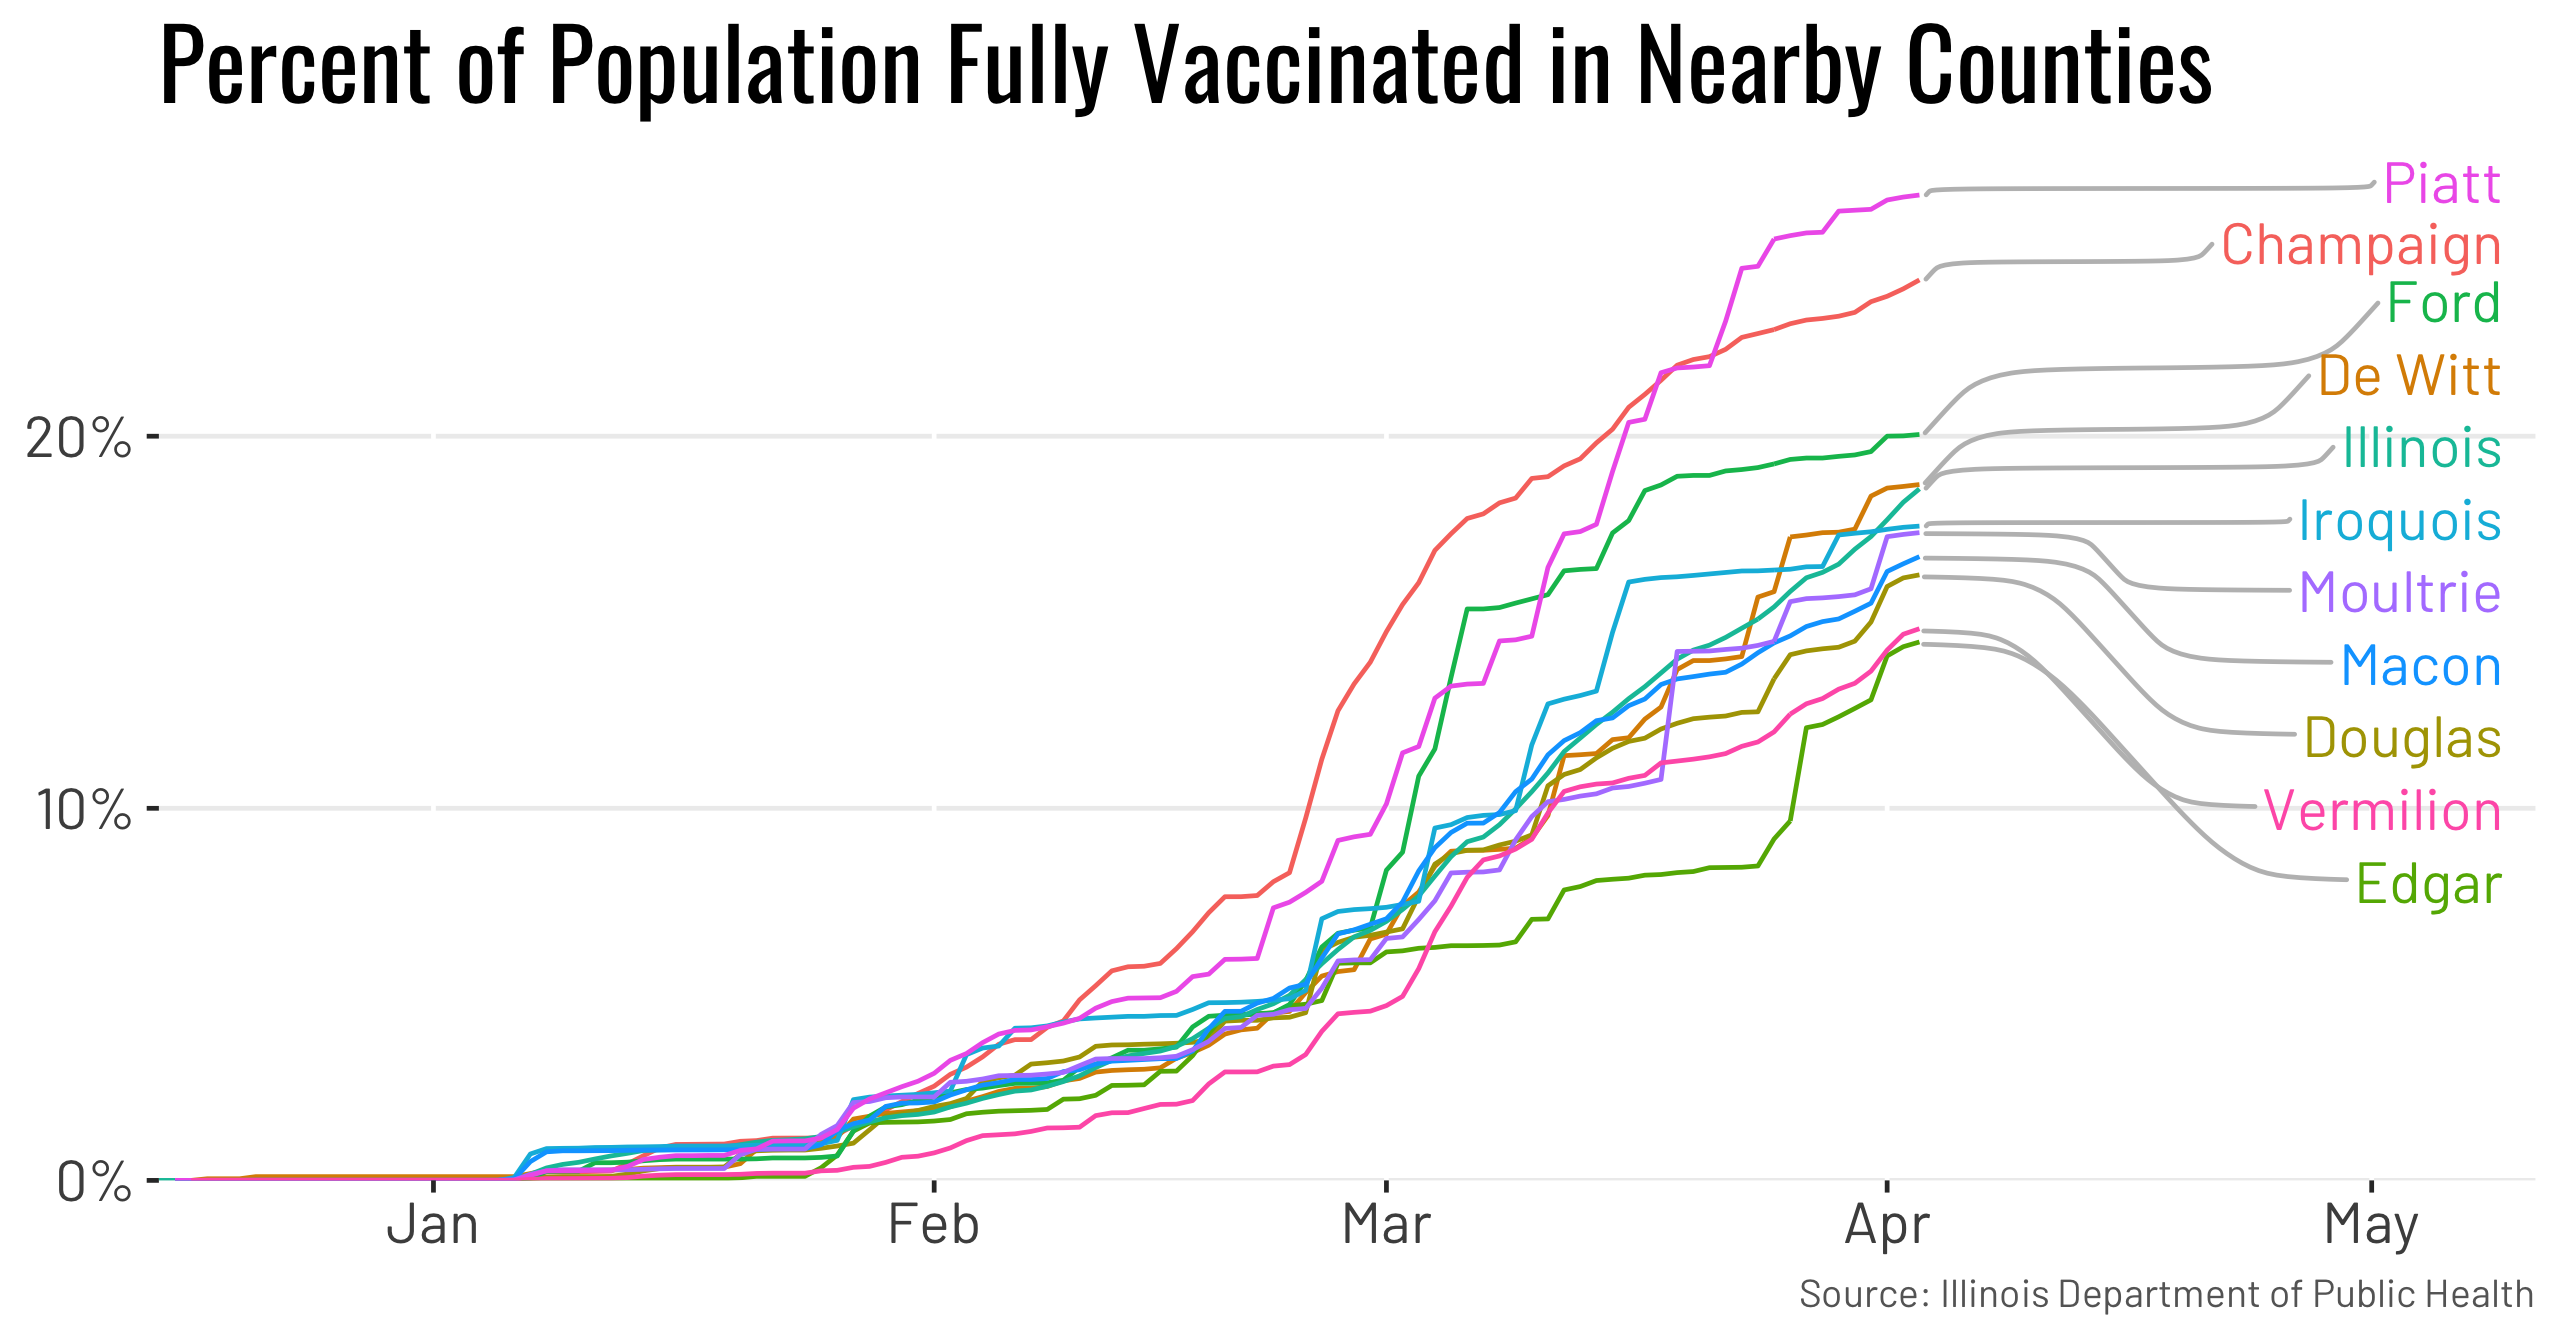 Percent of Population Fully Vaccinated in Nearby Counties
Piatt
Champaign
Ford
De Witt
20%
Illinois
Iroquois
Moultrie
Macon
Douglas
10%
Vermilion
Edgar
0%
Jan Feb Mar Apr May
Source: Illinois Department of Public Health